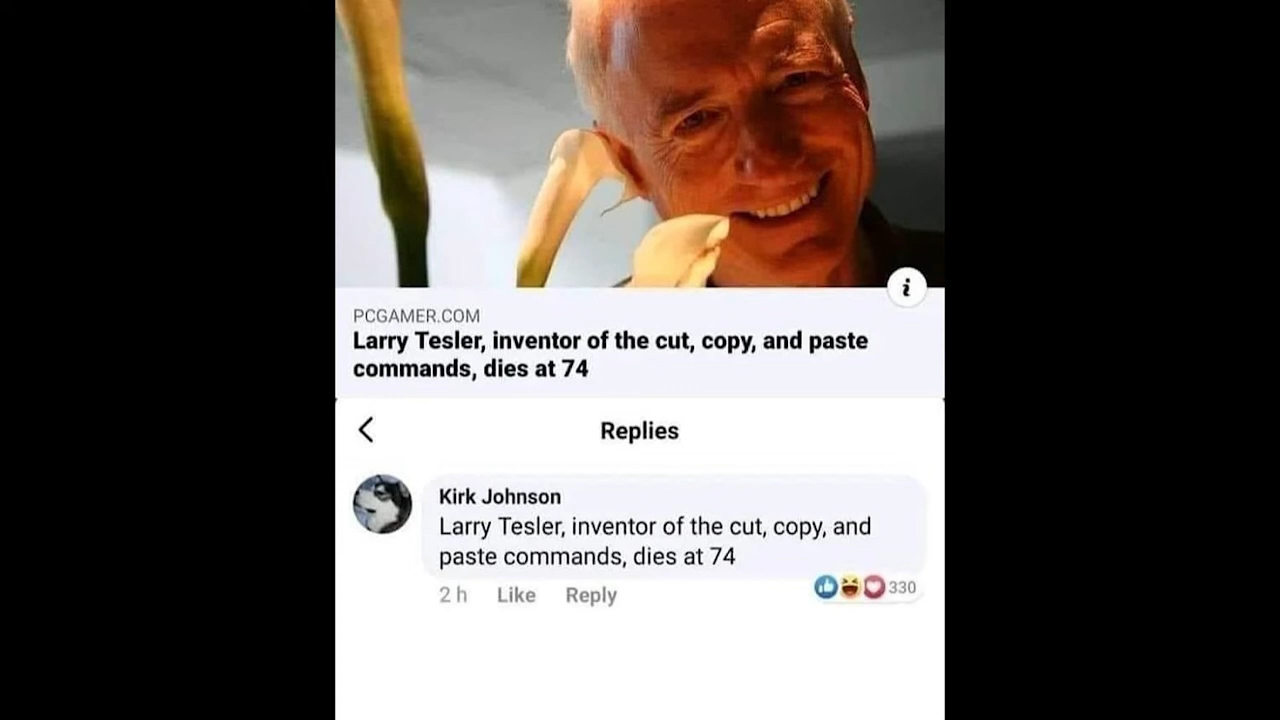 PCGAMER.COM
Larry Tesler, inventor of the cut, copy, and paste
commands, dies at 74
Replies
Kirk Johnson
Larry Tesler, inventor of the cut, copy, and
paste commands, dies at 74
2 h Like Reply 330